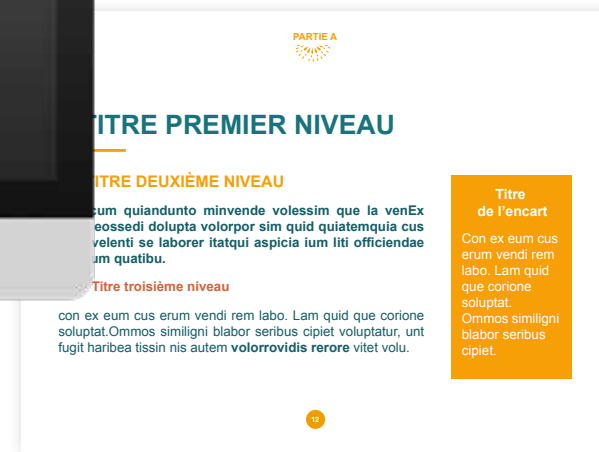 PARTIE A
TITRE PREMIER NIVEAU
TITRE DEUXIÈME NIVEAU
quiandunto minvende volessim que la venEx
dolupta volorpor sim quid quiatemquia cus
velenti se laborer itatqui aspicia ium liti officiendae
quatibu.
Titre troisième niveau
con ex eum cus erum vendi rem labo. Lam quid que corione
soluptat.Ommos similigni blabor seribus cipiet voluptatur, unt
fugit haribea tissin nis autem volorrovidis rerore vitet volu.
Titre
de l'encart
Con ex eum cus
erum vendi rem
labo. Lam quid
que corione
soluptat.
Ommos similigni
blabor seribus
cipiet.
12